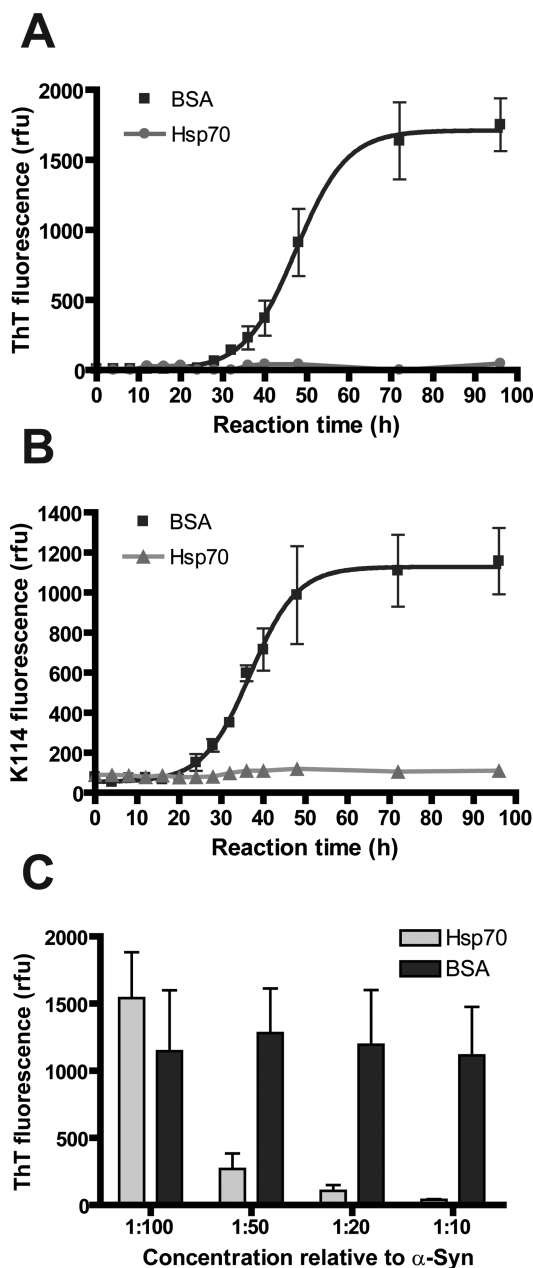 A
ThT fluorescence (rfu)
2000
1500
1000
500
0
BSA
Hsp70
0 10 20 30 40 50 60 70 80 90 100
Reaction time (h)
B
K114 fluorescence (rfu)
1400
1200
1000
800
600
400
200
0
BSA
Hsp70
0 10 20 30 40 50 60 70 80 90 100
Reaction time (h)
C
ThT fluorescence (rfu)
2000
1500
1000
500
0
Hsp70
BSA
1:100 1:50 1:20 1:10
Concentration relative to α-Syn